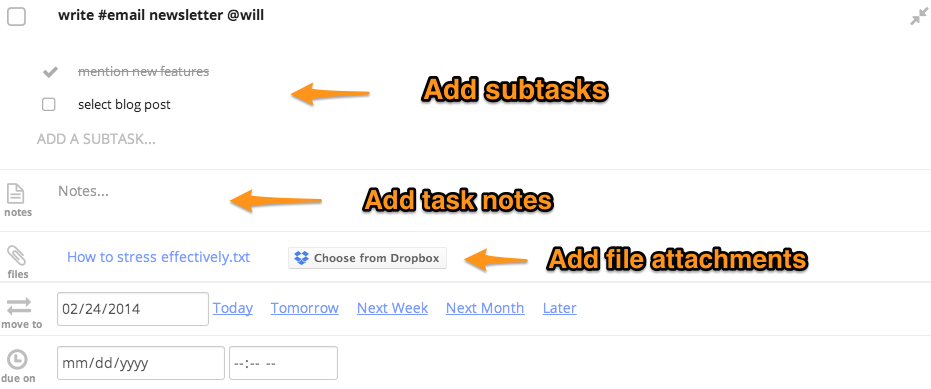 write #email newsletter @will
mention new features
Add subtasks
select blog post
ADD A SUBTASK...
Notes...
notes
Add task notes
How to stress effectively.txt
Choose from Dropbox
Add file attachments
files
02/24/2014 Today Tomorrow Next Week Next Month Later
move to
mm/dd/yyyy --:-- --
due on